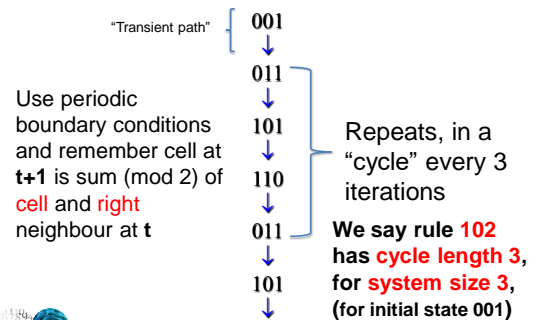 “Transient path”
001
011
101
110
011
101
Use periodic
boundary conditions
and remember cell at
t+1 is sum (mod 2) of
cell and right
neighbour at t
Repeats, in a
“cycle” every 3
iterations
We say rule 102
has cycle length 3,
for system size 3,
(for initial state 001)